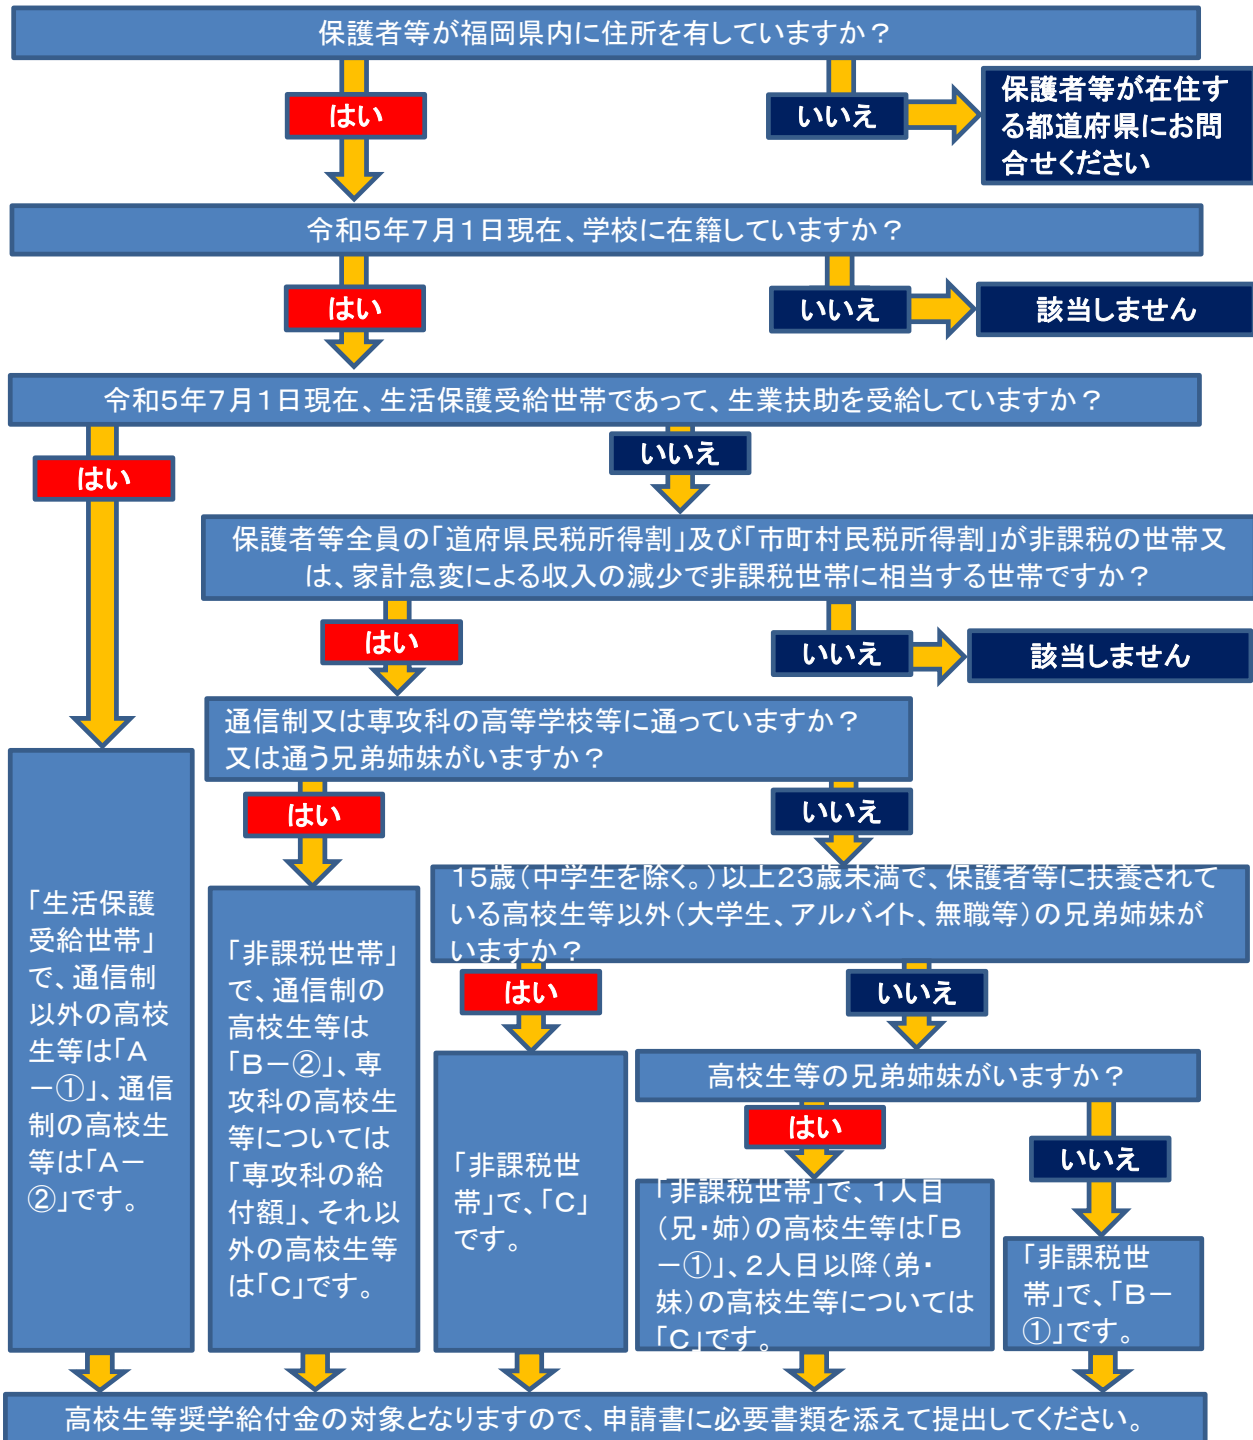 保護者等が福岡県内に住所を有していますか？
はい
いいえ
保護者等が在住す
る都道府県にお問
合せください
令和5年7月1日現在、学校に在籍していますか？
はい
いいえ
該当しません
令和5年7月1日現在、生活保護受給世帯であって、生業扶助を受給していますか？
はい
いいえ
保護者等全員の「道府県民税所得割」及び「市町村民税所得割」が非課税の世帯又
は、家計急変による収入の減少で非課税世帯に相当する世帯ですか？
はい
いいえ
該当しません
通信制又は専攻科の高等学校等に通っていますか？
又は通う兄弟姉妹がいますか？
はい
いいえ
15歳（中学生を除く。）以上23歳未満で、保護者等に扶養されて
いる高校生等以外（大学生、アルバイト、無職等）の兄弟姉妹が
いますか？
はい
いいえ
高校生等の兄弟姉妹がいますか？
はい
いいえ
「生活保護
受給世帯」
で、通信制
以外の高校
生等は「A
－①」、通信
制の高校生
等は「A－
②」です。
「非課税世帯」
で、通信制の
高校生等は
「B－②」、専
攻科の高校生
等については
「専攻科の給
付額」、それ以
外の高校生等
は「C」です。
「非課税世
帯」で、「C」
です。
「非課税世帯」で、1人目
（兄・姉）の高校生等は「B
－①」、2人目以降（弟・
妹）の高校生等については
「C」です。
「非課税世
帯」で、「B－
①」です。
高校生等奨学給付金の対象となりますので、申請書に必要書類を添えて提出してください。